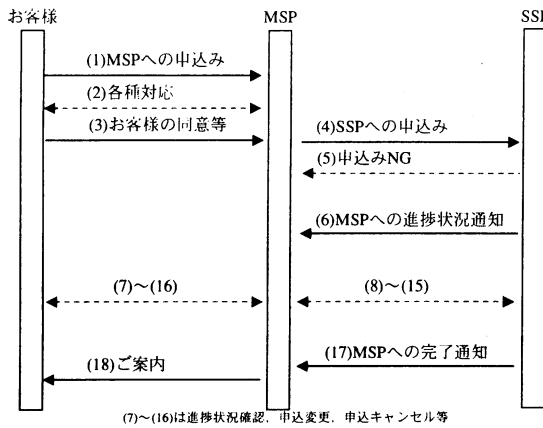 お客様 MSP SSP
(1)MSPへの申込み
(2)各種対応
(3)お客様の同意等
(4)SSPへの申込み
(5)申込みNG
(6)MSPへの進捗状況通知
(7)～(16)
(8)～(15)
(17)MSPへの完了通知
(18)ご案内
(7)～(16)は進捗状況確認，申込変更，申込キャンセル等